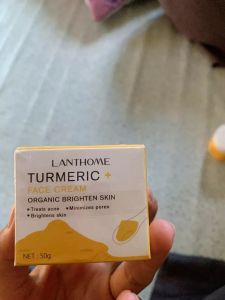 LANTHOME
TURMERIC +
FACE CREAM
ORGANIC BRIGHTEN SKIN
• Treats acne • Minimizes pores
• Brightens skin
NET : 50g